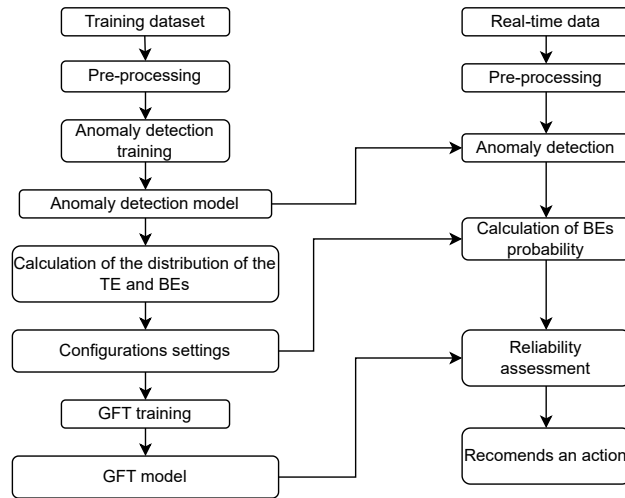 Training dataset
Pre-processing
Anomaly detection
training
Anomaly detection model
Calculation of the distribution of the
TE and BEs
Configurations settings
GFT training
GFT model
Real-time data
Pre-processing
Anomaly detection
Calculation of BEs
probability
Reliability
assessment
Recomends an action